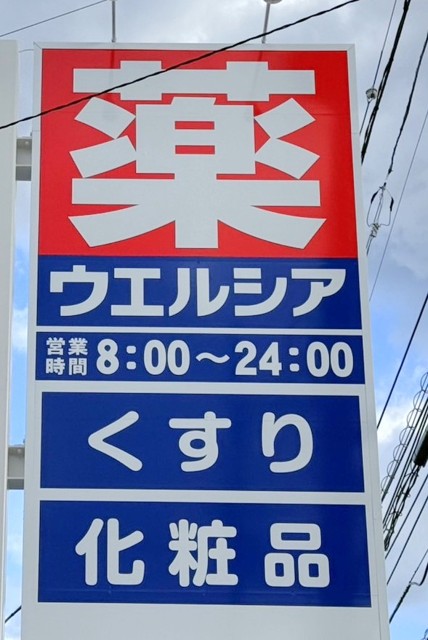 薬
ウエルシア
営業時間 8:00～24:00
くすり
化粧品